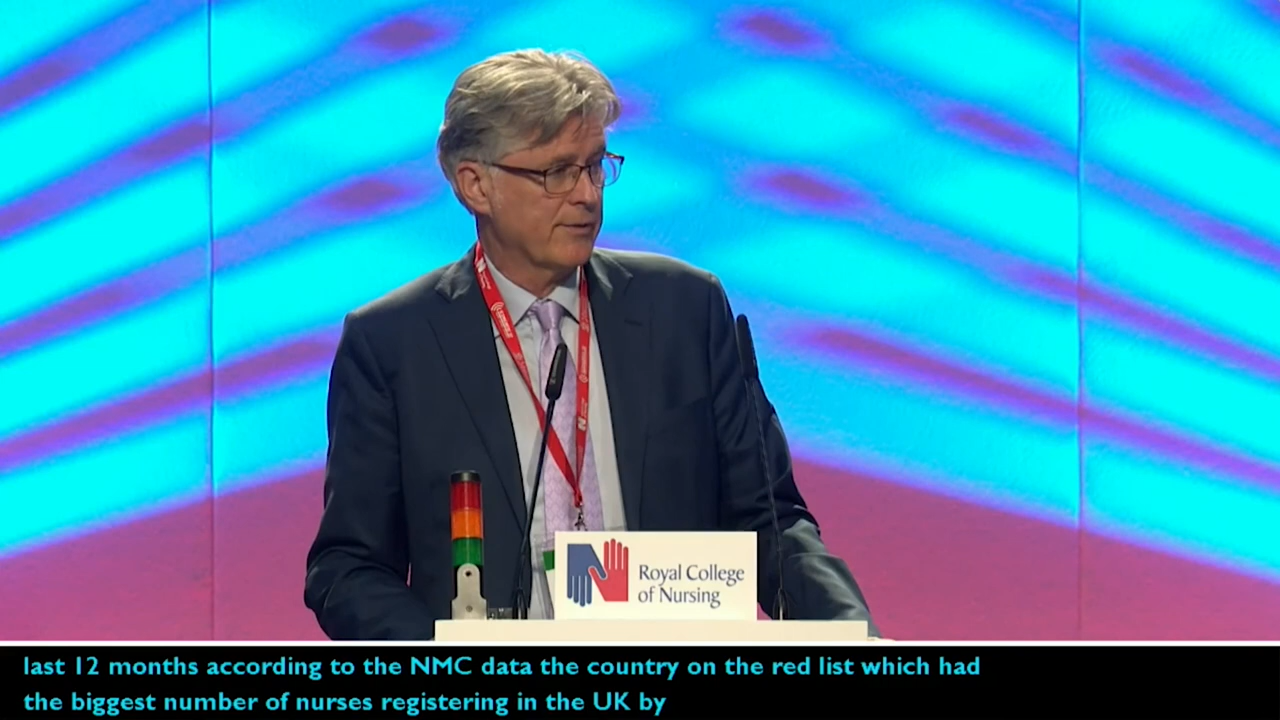 Royal College
of Nursing
last 12 months according to the NMC data the country on the red list which had
the biggest number of nurses registering in the UK by